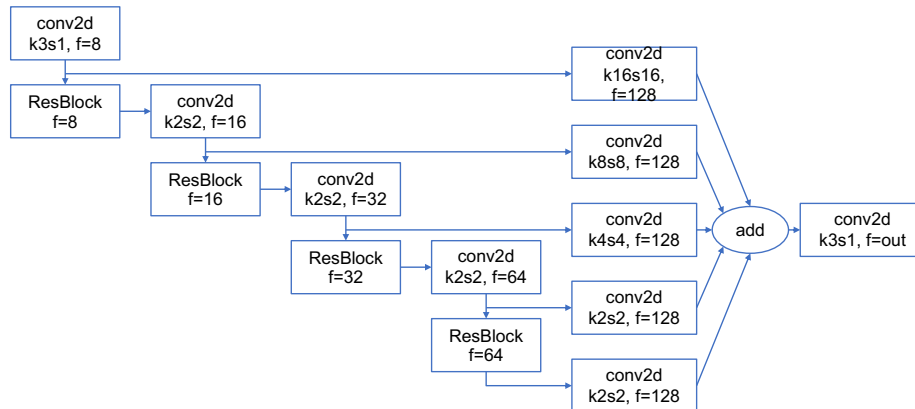 conv2d
k3s1, f=8
conv2d
k16s16,
f=128
ResBlock
f=8
conv2d
k2s2, f=16
conv2d
k8s8, f=128
ResBlock
f=16
conv2d
k2s2, f=32
conv2d
k4s4, f=128
add
conv2d
k3s1, f=out
ResBlock
f=32
conv2d
k2s2, f=64
conv2d
k2s2, f=128
ResBlock
f=64
conv2d
k2s2, f=128